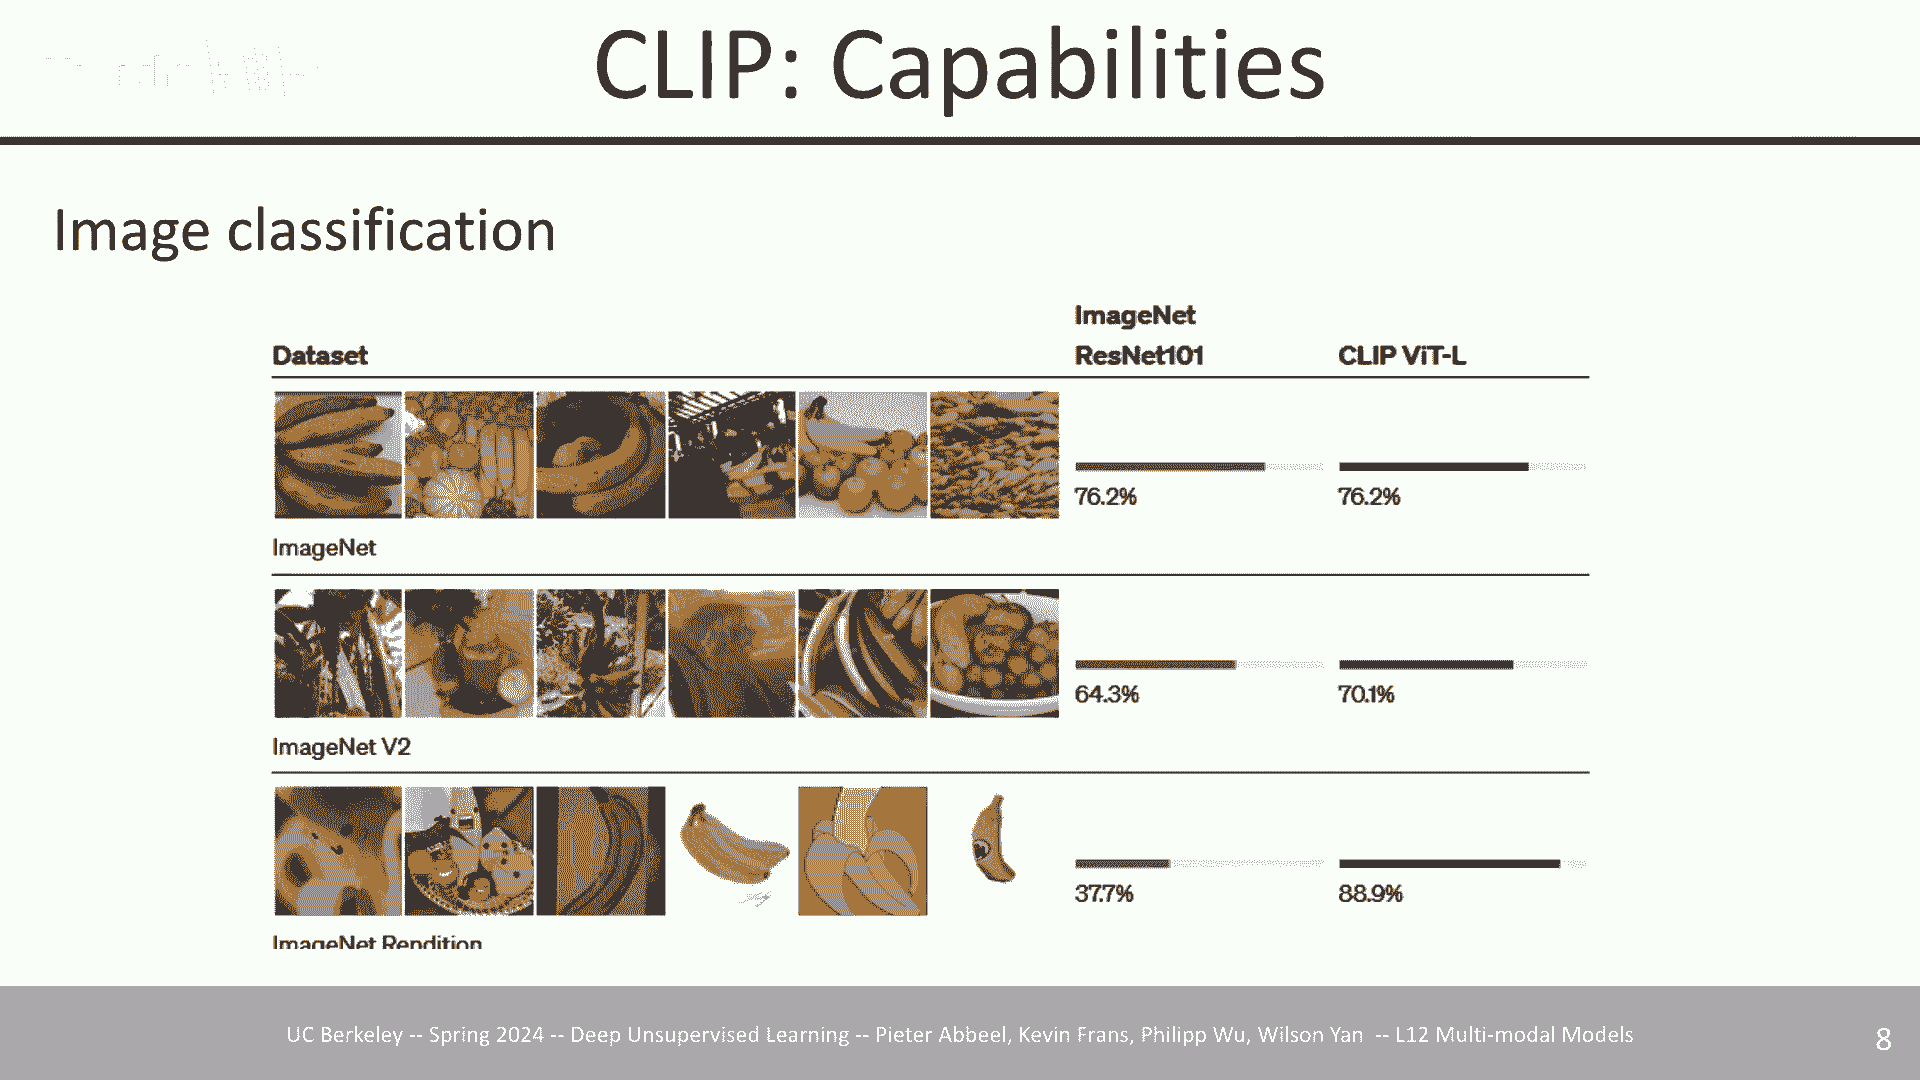 CLIP: Capabilities
Image classification
Dataset
ImageNet
ResNet101
CLIP ViT-L
76.2%
76.2%
ImageNet
64.3%
70.1%
ImageNet V2
37.7%
88.9%
ImageNet Rendition
UC Berkeley -- Spring 2024 -- Deep Unsupervised Learning -- Pieter Abbeel, Kevin Frans, Philipp Wu, Wilson Yan -- L12 Multi-modal Models
8